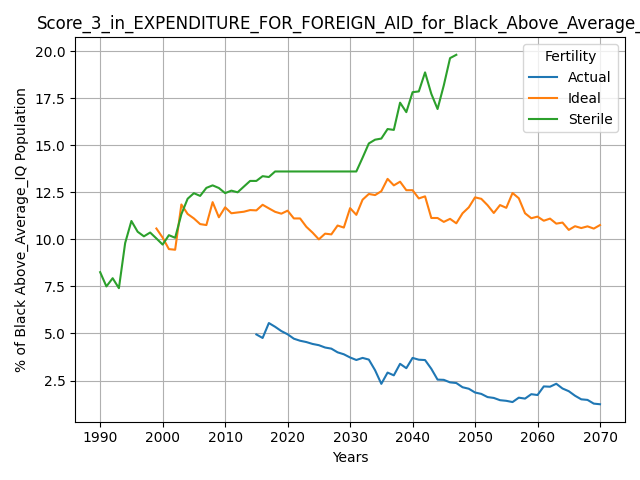 Score_3_in_EXPENDITURE_FOR_FOREIGN_AID_for_Black_Above_Average_
Fertility
Actual
Ideal
Sterile
% of Black Above_Average_IQ Population
20.0
17.5
15.0
12.5
10.0
7.5
5.0
2.5
1990 2000 2010 2020 2030 2040 2050 2060 2070
Years